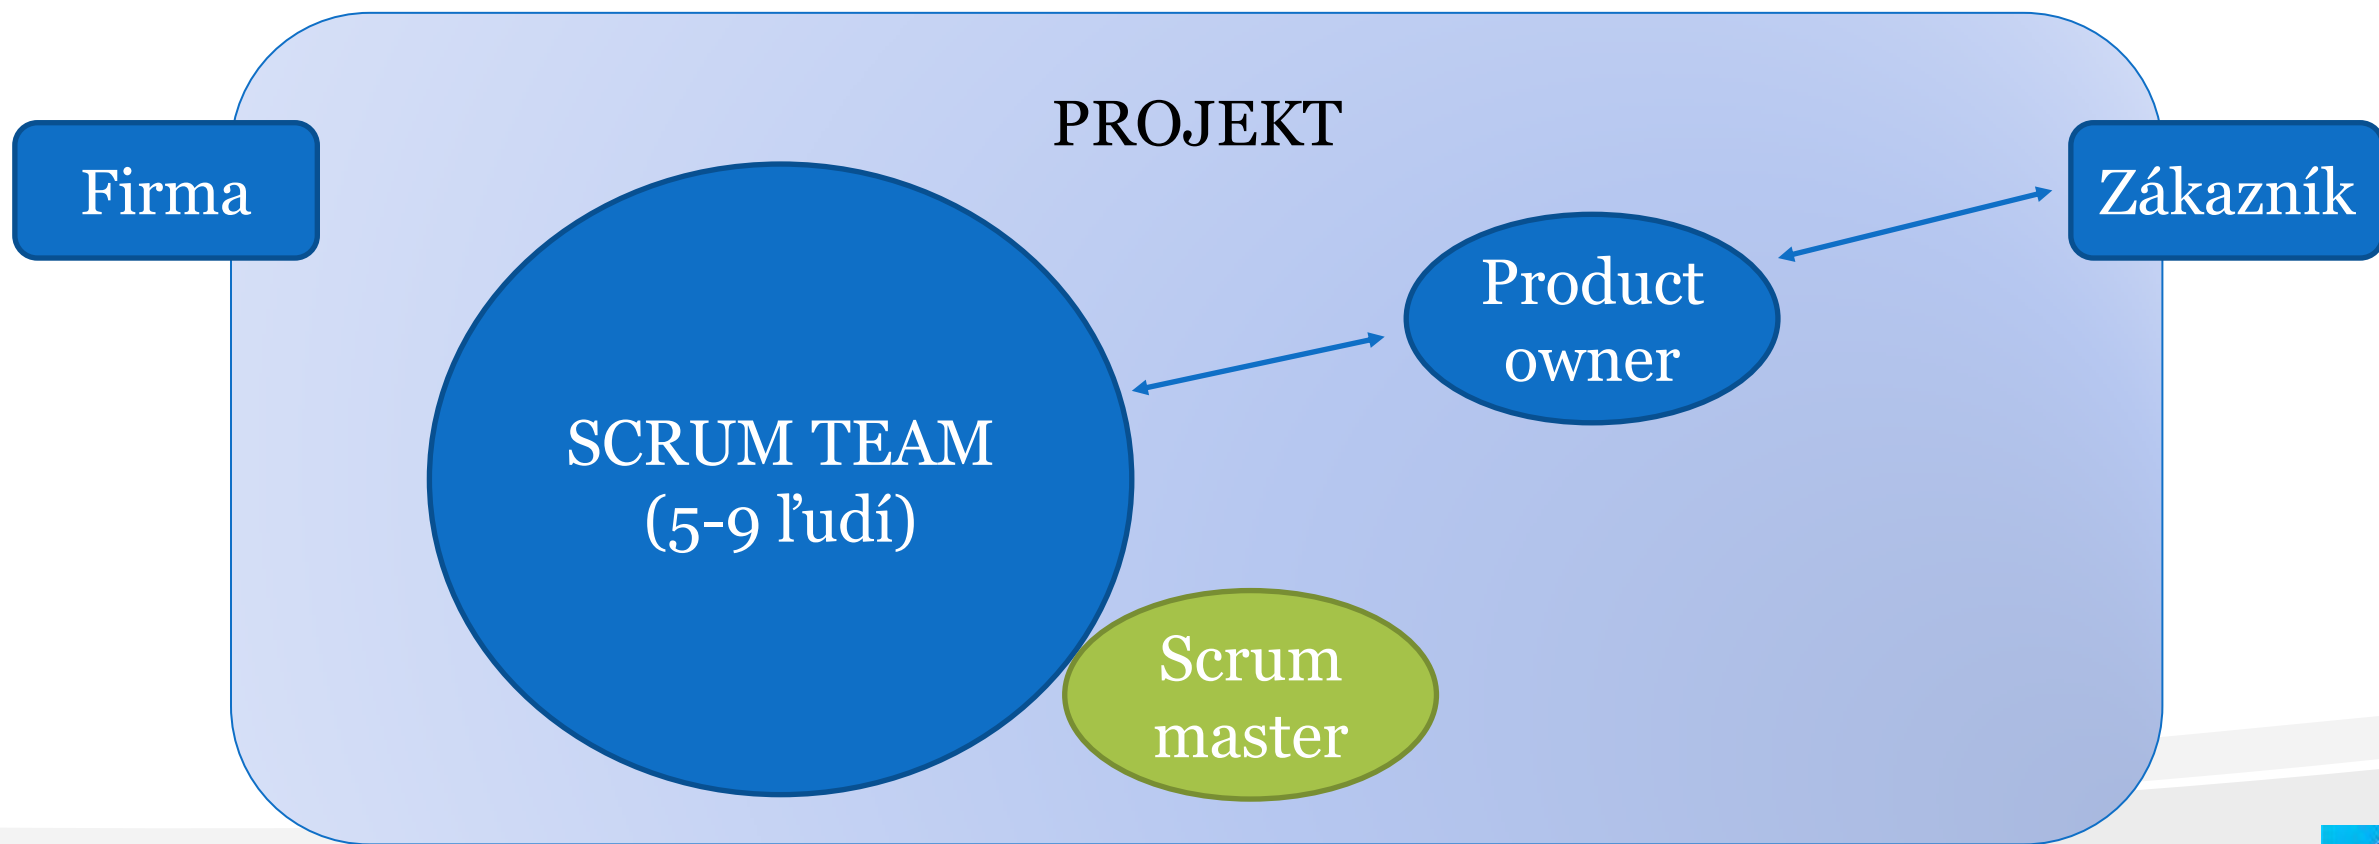 PROJEKT
Firma
Zákazník
Product
owner
SCRUM TEAM
(5-9 ľudí)
Scrum
master